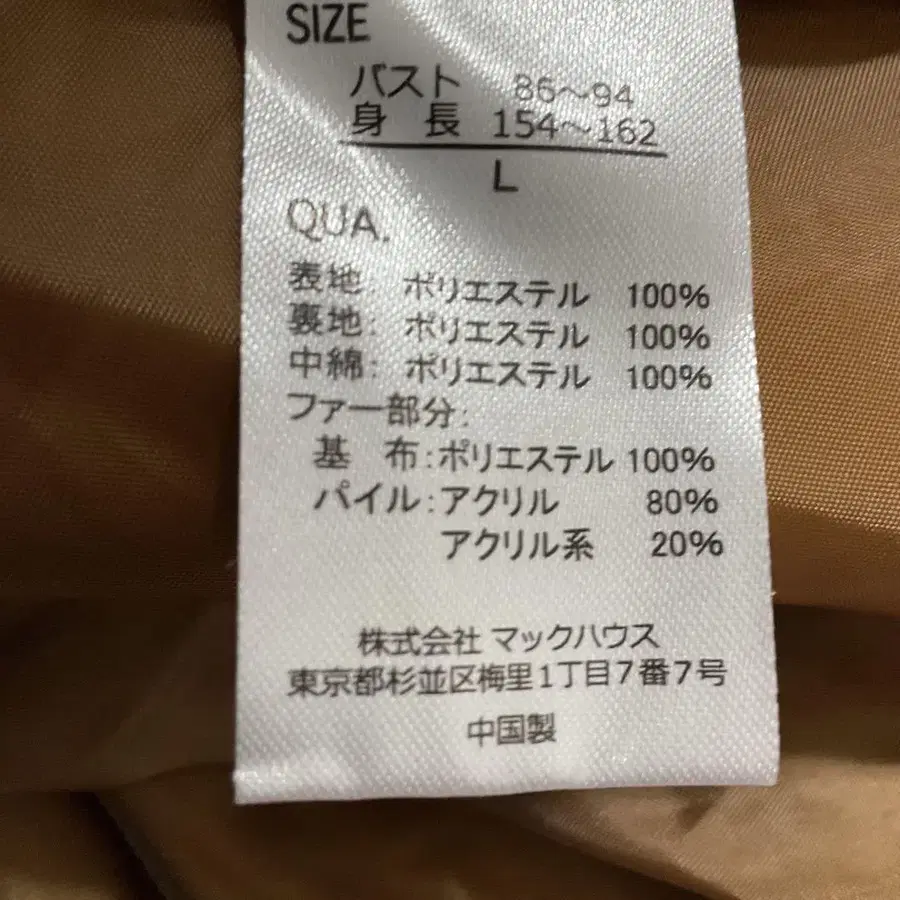 SIZE
バスト 86〜94
身 長 154〜162
L
QUA.
表地: ポリエステル 100%
裏地: ポリエステル 100%
中綿: ポリエステル 100%
ファー部分:
基 布:ポリエステル 100%
パイル:アクリル 80%
アクリル系 20%
株式会社 マックハウス
東京都杉並区梅里1丁目7番7号
中国製